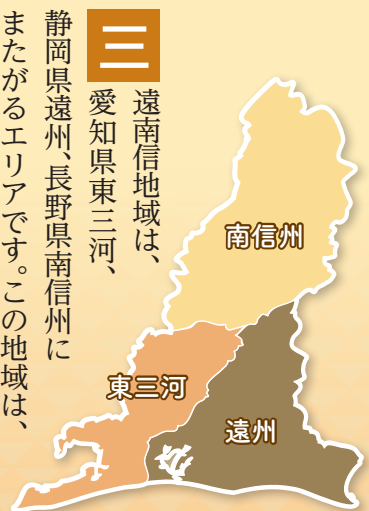 三遠南信地域は、
愛知県東三河、
静岡県遠州、長野県南信州に
またがるエリアです。この地域は、
南信州
東三河
遠州